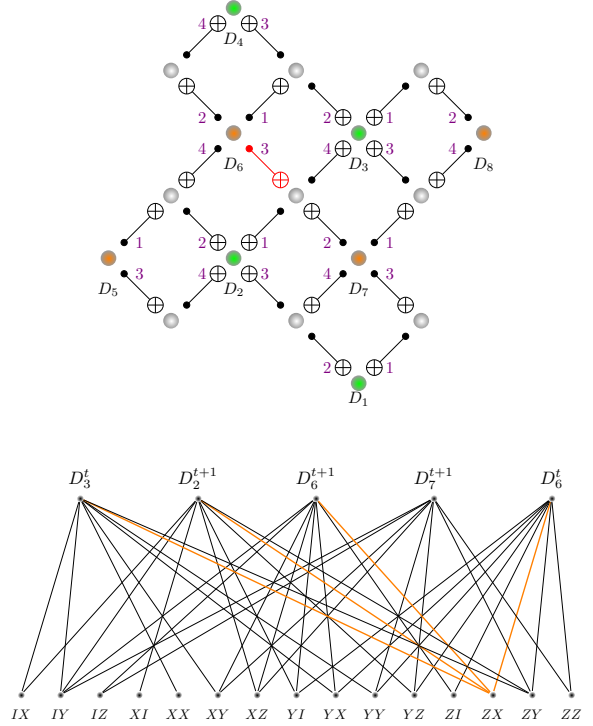 4 3
D₄
2 1 2 1 2
4 3 4 3 4
D₆ D₃ D₈
1 2 1 2 1
3 4 3 4 3
D₅ D₂ D₇
2 1
D₁
D₃ᵗ D₂ᵗ⁺¹ D₆ᵗ⁺¹ D₇ᵗ⁺¹ D₆ᵗ
IX IY IZ XI XX XY XZ YI YX YY YZ ZI ZX ZY ZZ